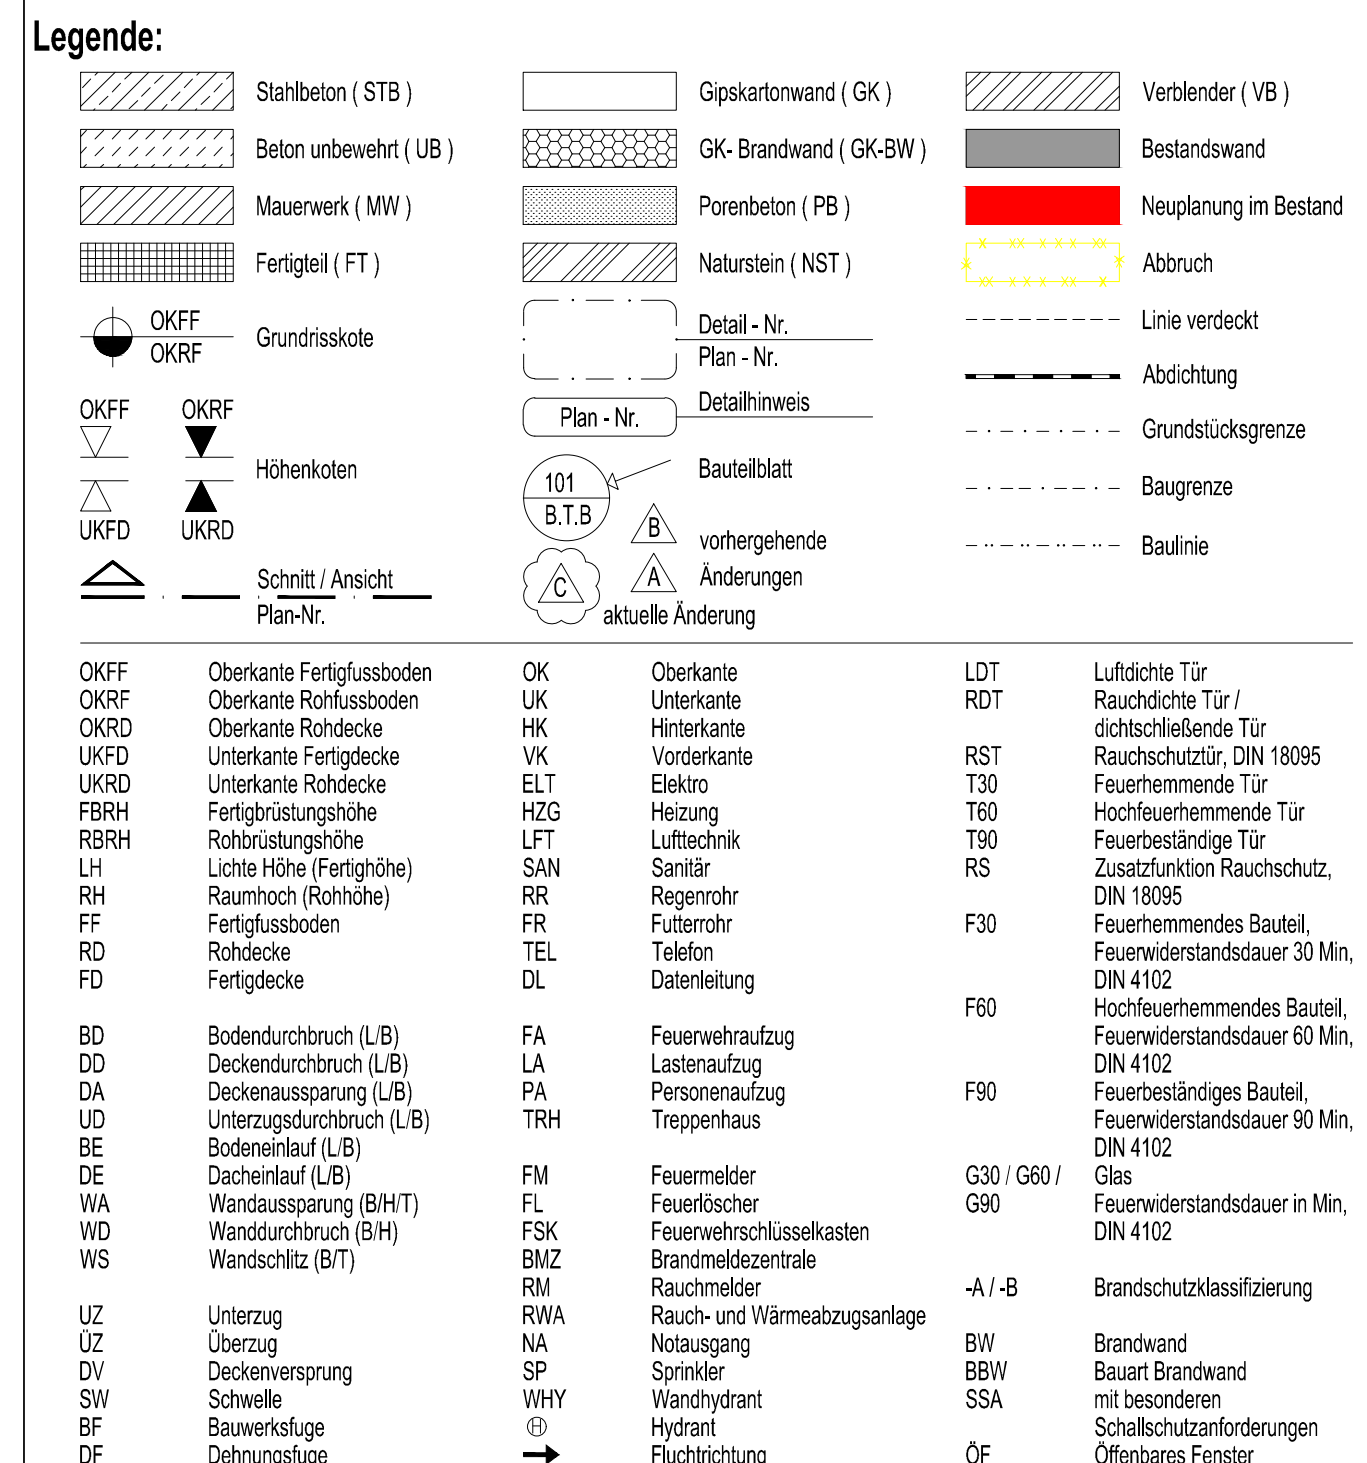 Legende:
Stahlbeton ( STB )
Beton unbewehrt ( UB )
Mauerwerk ( MW )
Fertigteil ( FT )
OKFF
OKRF
Grundrisskote
OKFF OKRF
Höhenkoten
UKFD UKRD
Schnitt / Ansicht
Plan-Nr.
Gipskartonwand ( GK )
GK- Brandwand ( GK-BW )
Porenbeton ( PB )
Naturstein ( NST )
Detail - Nr.
Plan - Nr.
Detailhinweis
Plan - Nr.
Bauteilblatt
101
B.T.B
B
vorhergehende
A
Änderungen
C
aktuelle Änderung
Verblender ( VB )
Bestandswand
Neuplanung im Bestand
Abbruch
Linie verdeckt
Abdichtung
Grundstücksgrenze
Baugrenze
Baulinie
OKFF Oberkante Fertigfussboden
OKRF Oberkante Rohfussboden
OKRD Oberkante Rohdecke
UKFD Unterkante Fertigdecke
UKRD Unterkante Rohdecke
FBRH Fertigbrüstungshöhe
RBRH Rohbrüstungshöhe
LH Lichte Höhe (Fertighöhe)
RH Raumhoch (Rohhöhe)
FF Fertigfussboden
RD Rohdecke
FD Fertigdecke
BD Bodendurchbruch (L/B)
DD Deckendurchbruch (L/B)
DA Deckenaussparung (L/B)
UD Unterzugsdurchbruch (L/B)
BE Bodeneinlauf (L/B)
DE Dacheinlauf (L/B)
WA Wandaussparung (B/H/T)
WD Wanddurchbruch (B/H)
WS Wandschlitz (B/T)
UZ Unterzug
ÜZ Überzug
DV Deckenversprung
SW Schwelle
BF Bauwerksfuge
DF Dehnungsfuge
OK Oberkante
UK Unterkante
HK Hinterkante
VK Vorderkante
ELT Elektro
HZG Heizung
LFT Lufttechnik
SAN Sanitär
RR Regenrohr
FR Futterrohr
TEL Telefon
DL Datenleitung
FA Feuerwehraufzug
LA Lastenaufzug
PA Personenaufzug
TRH Treppenhaus
FM Feuermelder
FL Feuerlöscher
FSK Feuerwehrschlüsselkasten
BMZ Brandmeldezentrale
RM Rauchmelder
RWA Rauch- und Wärmeabzugsanlage
NA Notausgang
SP Sprinkler
WHY Wandhydrant
H Hydrant
Fluchtrichtung
LDT Luftdichte Tür
RDT Rauchdichte Tür /
dichtschließende Tür
RST Rauchschutztür, DIN 18095
T30 Feuerhemmende Tür
T60 Hochfeuerhemmende Tür
T90 Feuerbeständige Tür
RS Zusatzfunktion Rauchschutz,
DIN 18095
F30 Feuerhemmendes Bauteil,
Feuerwiderstandsdauer 30 Min,
DIN 4102
F60 Hochfeuerhemmendes Bauteil,
Feuerwiderstandsdauer 60 Min,
DIN 4102
F90 Feuerbeständiges Bauteil,
Feuerwiderstandsdauer 90 Min,
DIN 4102
G30 / G60 / Glas
G90 Feuerwiderstandsdauer in Min,
DIN 4102
-A / -B Brandschutzklassifizierung
BW Brandwand
BBW Bauart Brandwand
SSA mit besonderen
Schallschutzanforderungen
ÖF Öffenbares Fenster